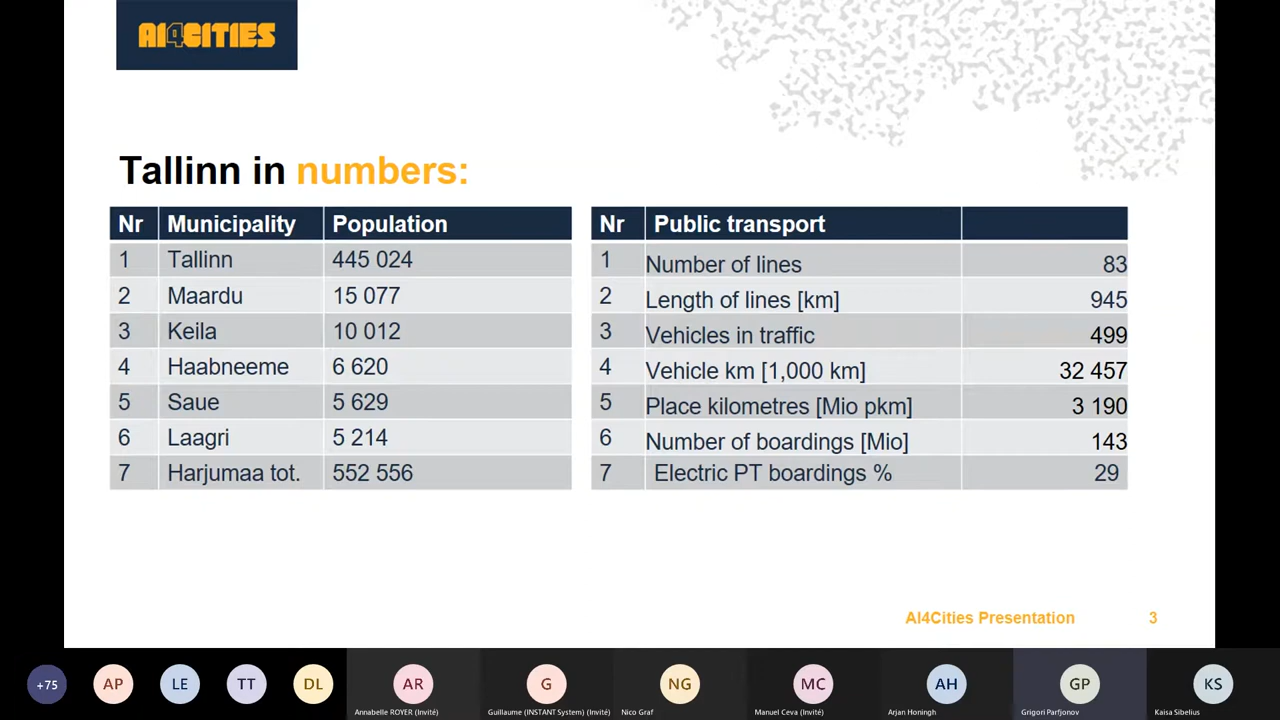 AI4CITIES
Tallinn in numbers:
Nr Municipality Population
1 Tallinn 445 024
2 Maardu 15 077
3 Keila 10 012
4 Haabneeme 6 620
5 Saue 5 629
6 Laagri 5 214
7 Harjumaa tot. 552 556
Nr Public transport
1 Number of lines 83
2 Length of lines [km] 945
3 Vehicles in traffic 499
4 Vehicle km [1,000 km] 32 457
5 Place kilometres [Mio pkm] 3 190
6 Number of boardings [Mio] 143
7 Electric PT boardings % 29
AI4Cities Presentation 3
+75 AP LE TT DL AR G NG MC AH GP KS
Annabelle ROYER (Invité) Guillaume (INSTANT System) (Invité) Nico Graf Manuel Ceva (Invité) Arjan Honingh Grigori Parfjonov Kaisa Sibelius